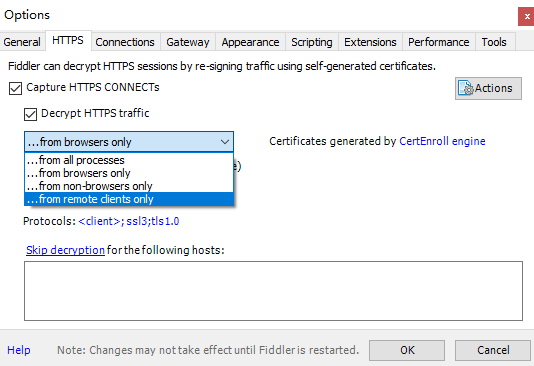 Options
x
General HTTPS Connections Gateway Appearance Scripting Extensions Performance Tools
Fiddler can decrypt HTTPS sessions by re-signing traffic using self-generated certificates.
Capture HTTPS CONNECTs
Actions
Decrypt HTTPS traffic
...from browsers only
Certificates generated by CertEnroll engine
...from all processes
...from browsers only
...from non-browsers only
...from remote clients only
Protocols: <client>; ssl3;tls1.0
Skip decryption for the following hosts:
Help Note: Changes may not take effect until Fiddler is restarted. OK Cancel